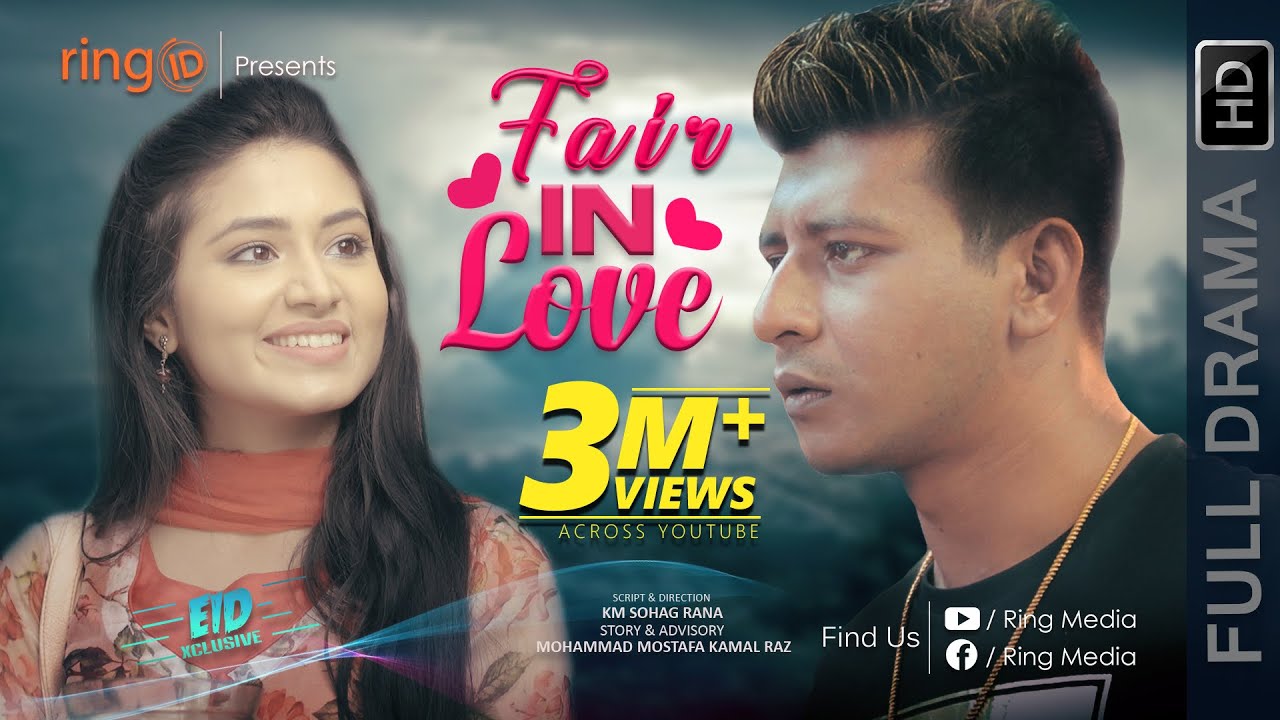 ringID Presents
Fair
IN
Love
3M+
VIEWS
ACROSS YOUTUBE
EID
XCLUSIVE
SCRIPT & DIRECTION
KM SOHAG RANA
STORY & ADVISORY
MOHAMMAD MOSTAFA KAMAL RAZ
Find Us
/ Ring Media
/ Ring Media
HD
FULL DRAMA